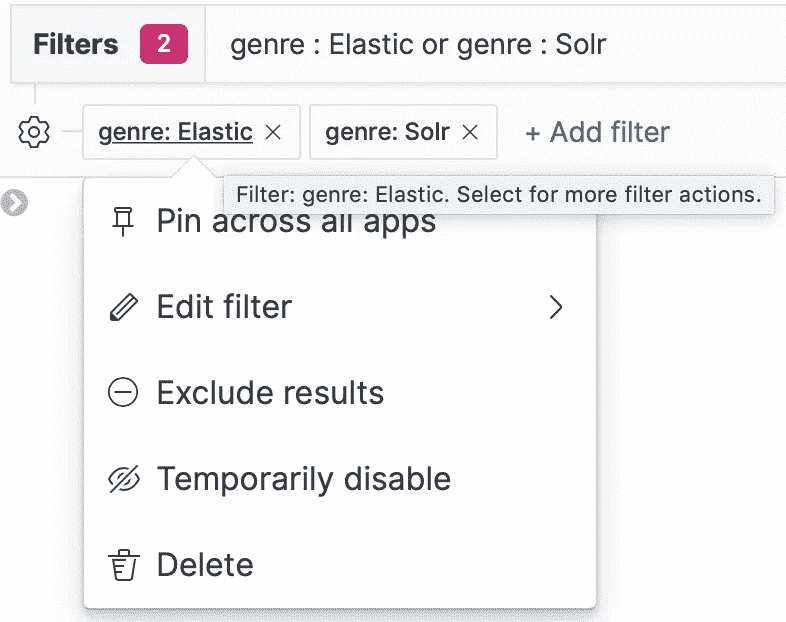 Filters 2 genre : Elastic or genre : Solr
genre: Elastic × genre: Solr × + Add filter
Filter: genre: Elastic. Select for more filter actions.
Pin across all apps
Edit filter
Exclude results
Temporarily disable
Delete